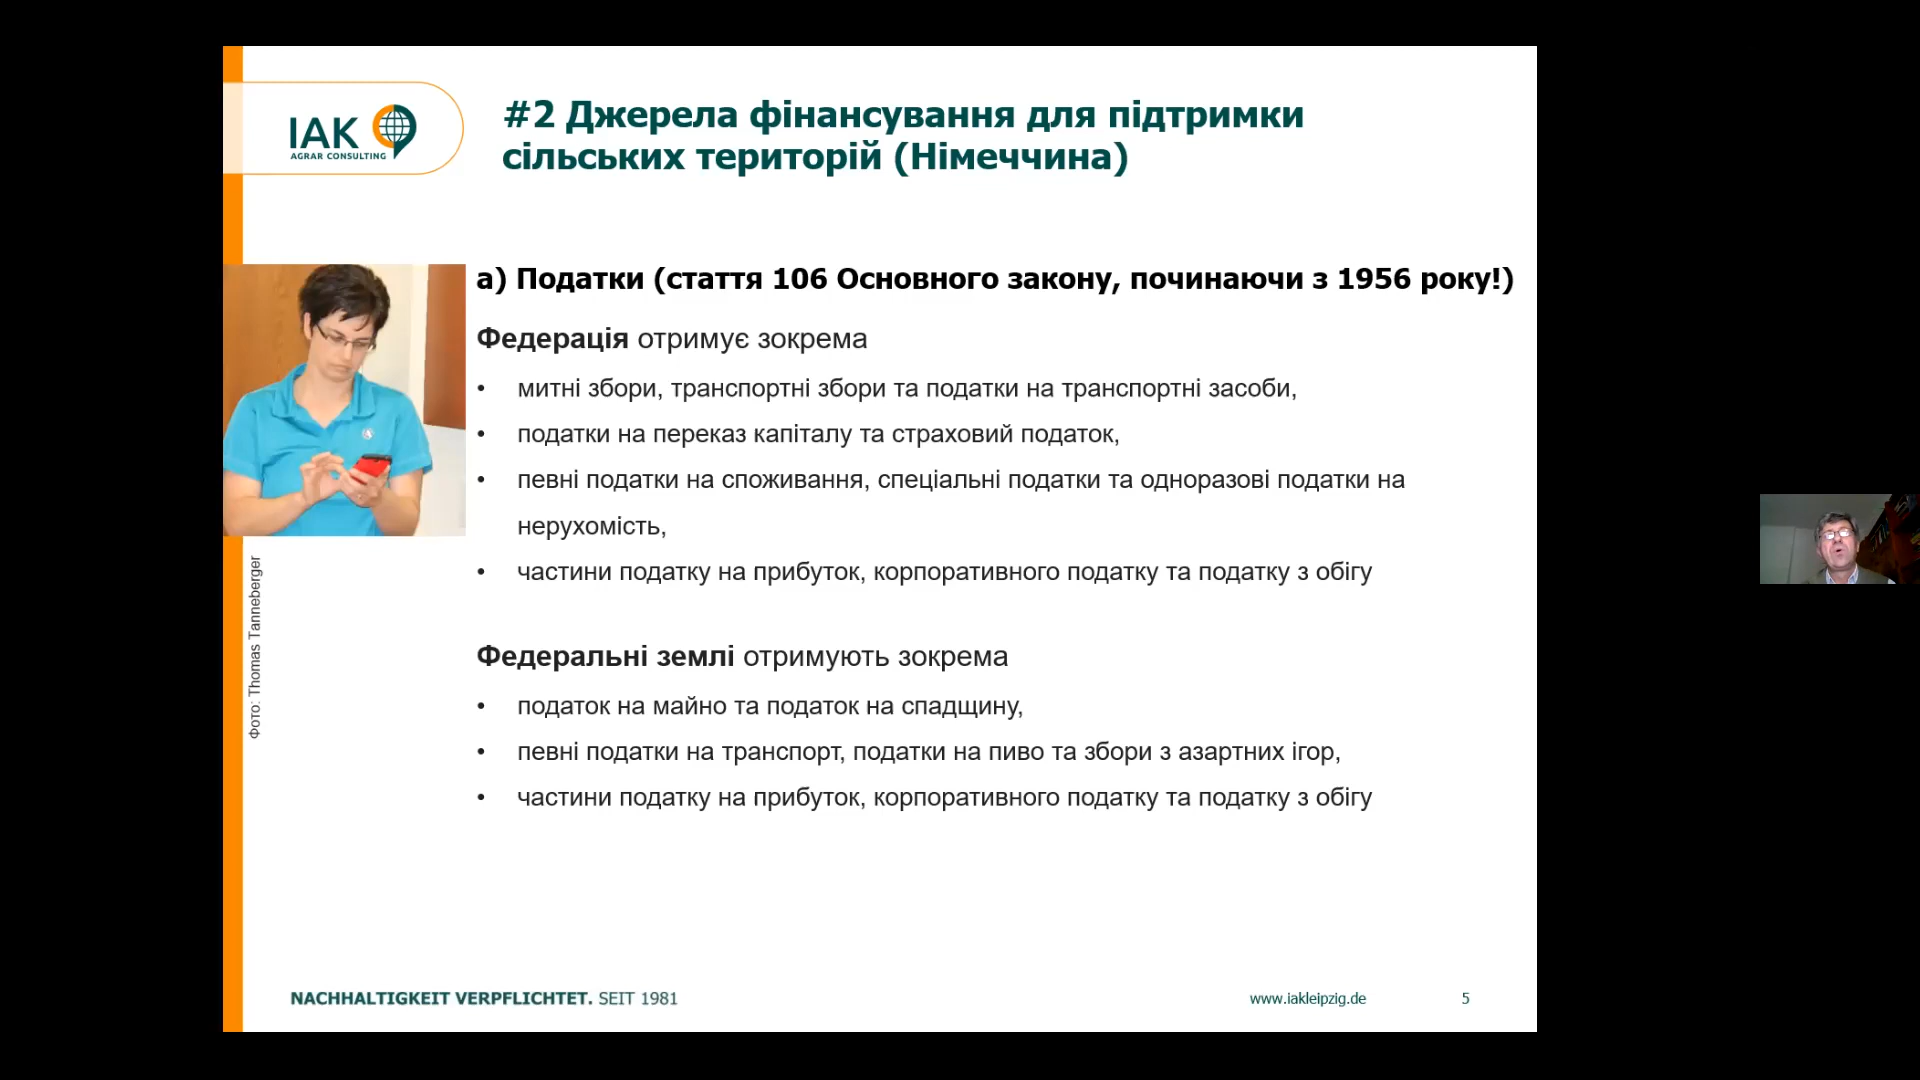 IAK
AGRAR CONSULTING
#2 Джерела фінансування для підтримки
сільських територій (Німеччина)
а) Податки (стаття 106 Основного закону, починаючи з 1956 року!)
Федерація отримує зокрема
• митні збори, транспортні збори та податки на транспортні засоби,
• податки на переказ капіталу та страховий податок,
• певні податки на споживання, спеціальні податки та одноразові податки на
нерухомість,
• частини податку на прибуток, корпоративного податку та податку з обігу
Фото: Thomas Tanneberger
Федеральні землі отримують зокрема
• податок на майно та податок на спадщину,
• певні податки на транспорт, податки на пиво та збори з азартних ігор,
• частини податку на прибуток, корпоративного податку та податку з обігу
NACHHALTIGKEIT VERPFLICHTET. SEIT 1981
www.iakleipzig.de
5